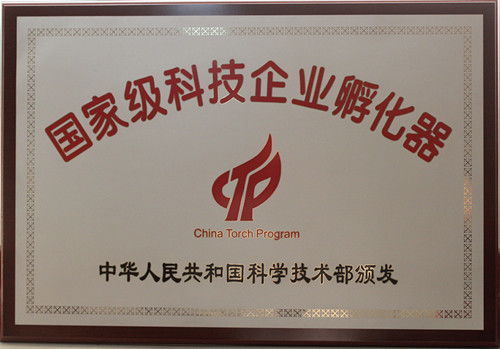 国家级科技企业孵化器
CTP
China Torch Program
中华人民共和国科学技术部颁发